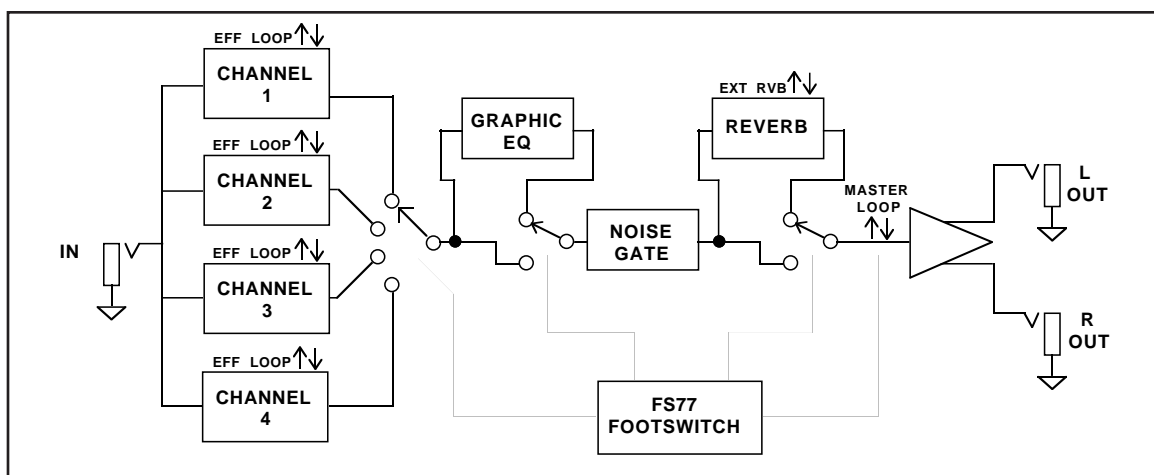 EFF LOOP
CHANNEL
1
EFF LOOP
CHANNEL
2
EFF LOOP
CHANNEL
3
EFF LOOP
CHANNEL
4
IN
GRAPHIC
EQ
NOISE
GATE
EXT RVB
REVERB
MASTER
LOOP
L
OUT
R
OUT
FS77
FOOTSWITCH